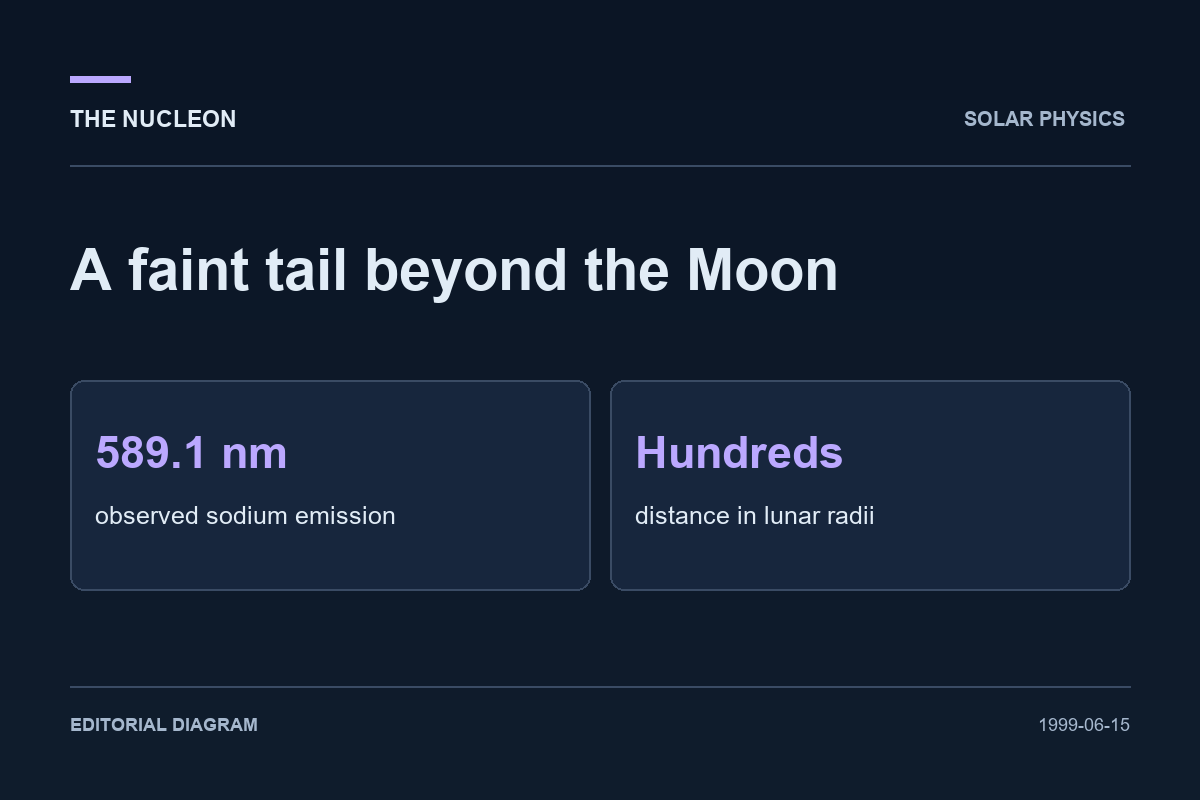 THE NUCLEON
SOLAR PHYSICS
A faint tail beyond the Moon
589.1 nm
observed sodium emission
Hundreds
distance in lunar radii
EDITORIAL DIAGRAM
1999-06-15